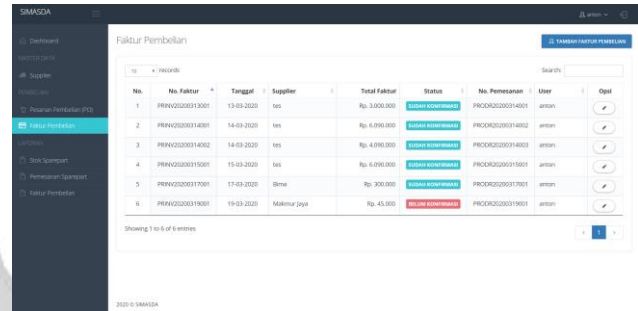 SIMASDA
anton
Dashboard
Faktur Pembelian
TAMBAH FAKTUR PEMBELIAN
MASTER DATA
Supplier
10 records
Search:
PEMBELIAN
Pesanan Pembelian (PO)
Faktur Pembelian
LAPORAN
Stok Sparepart
Pemesanan Sparepart
Faktur Pembelian
No. No. Faktur Tanggal Supplier Total Faktur Status No. Pemesanan User Opsi
1 PRINV20200313001 13-03-2020 tes Rp. 3.000.000 SUDAH KONFIRMASI PRODR20200314001 anton
2 PRINV20200314001 14-03-2020 tes Rp. 6.090.000 SUDAH KONFIRMASI PRODR20200314002 anton
3 PRINV20200314002 14-03-2020 tes Rp. 4.090.000 SUDAH KONFIRMASI PRODR20200314003 anton
4 PRINV20200315001 15-03-2020 tes Rp. 6.090.000 SUDAH KONFIRMASI PRODR20200315001 anton
5 PRINV20200317001 17-03-2020 Bima Rp. 300.000 SUDAH KONFIRMASI PRODR20200317001 anton
6 PRINV20200319001 19-03-2020 Makmur Jaya Rp. 45.000 BELUM KONFIRMASI PRODR20200319001 anton
Showing 1 to 6 of 6 entries
1
2020 © SIMASDA